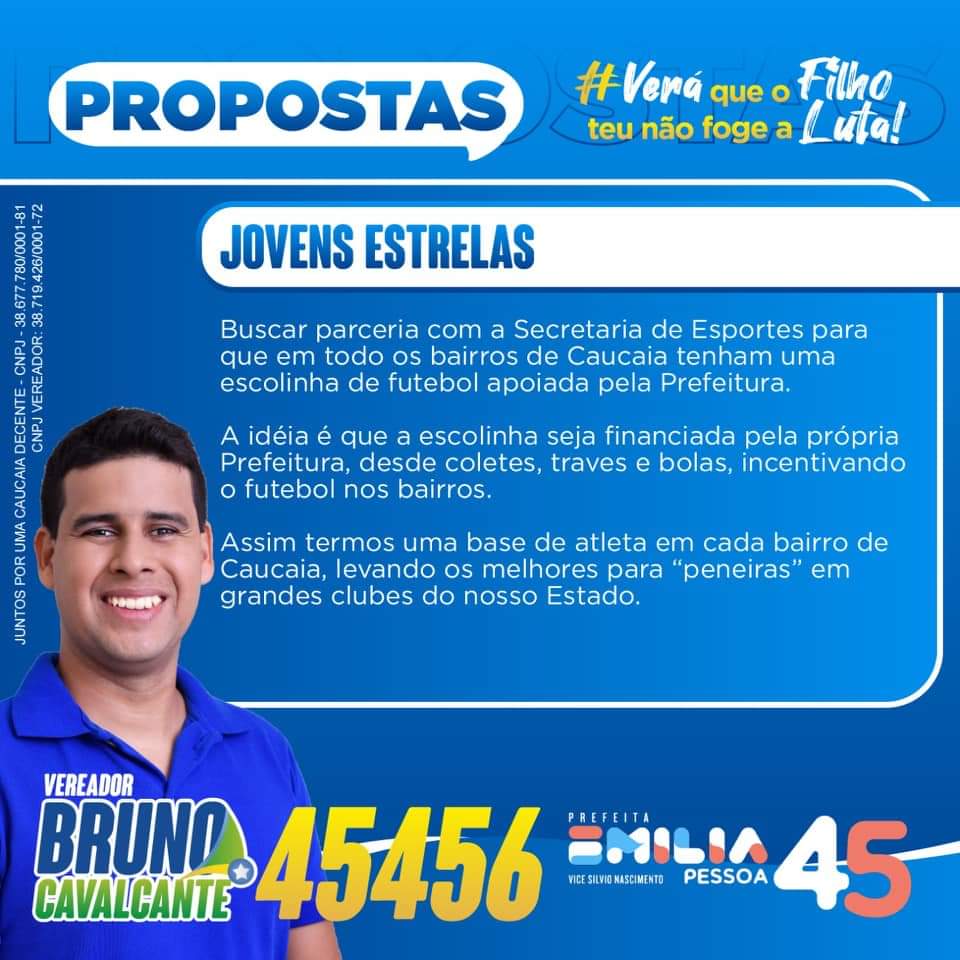 PROPOSTAS
#Verá que o Filho
teu não foge a Luta!
JOVENS ESTRELAS
Buscar parceria com a Secretaria de Esportes para
que em todo os bairros de Caucaia tenham uma
escolinha de futebol apoiada pela Prefeitura.
A idéia é que a escolinha seja financiada pela própria
Prefeitura, desde coletes, traves e bolas, incentivando
o futebol nos bairros.
Assim termos uma base de atleta em cada bairro de
Caucaia, levando os melhores para “peneiras” em
grandes clubes do nosso Estado.
JUNTOS POR UMA CAUCAIA DECENTE - CNPJ - 38.677.780/0001-81
CNPJ VEREADOR: 38.719.426/0001-72
VEREADOR
BRUNO
CAVALCANTE
45456
PREFEITA
EMILIA
PESSOA
VICE SILVIO NASCIMENTO
45